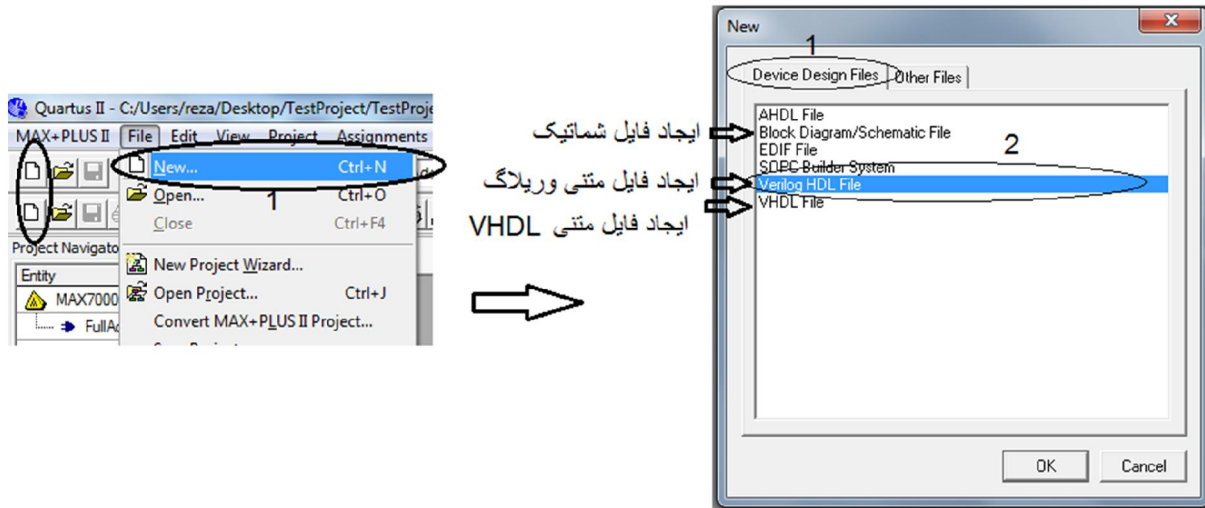 Quartus II - C:/Users/reza/Desktop/TestProject/TestProje
MAX+PLUS II File Edit View Project Assignments
New... Ctrl+N
1
Open... Ctrl+O
Close Ctrl+F4
Project Navigato
Entity
New Project Wizard...
MAX7000
Open Project... Ctrl+J
FullAd
Convert MAX+PLUS II Project...
ایجاد فایل شماتیک
ایجاد فایل متنی وریلاگ
ایجاد فایل متنی VHDL
New
1
Device Design Files Other Files
AHDL File
Block Diagram/Schematic File
EDIF File
2
SOPC Builder System
Verilog HDL File
VHDL File
OK Cancel